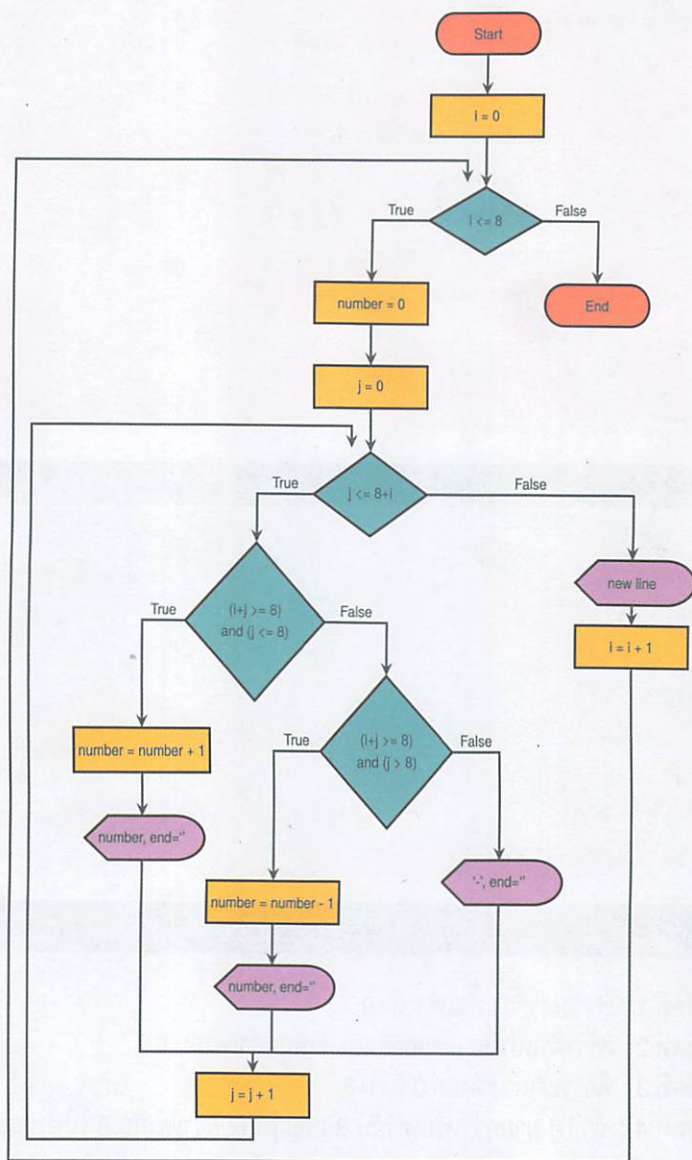 Start
i = 0
i <= 8
True
False
number = 0
End
j = 0
j <= 8+i
True
False
(i+j >= 8)
and (j <= 8)
True
False
new line
i = i + 1
(i+j >= 8)
and (j > 8)
True
False
number = number + 1
number, end=''
number = number - 1
'-', end=''
number, end=''
j = j + 1